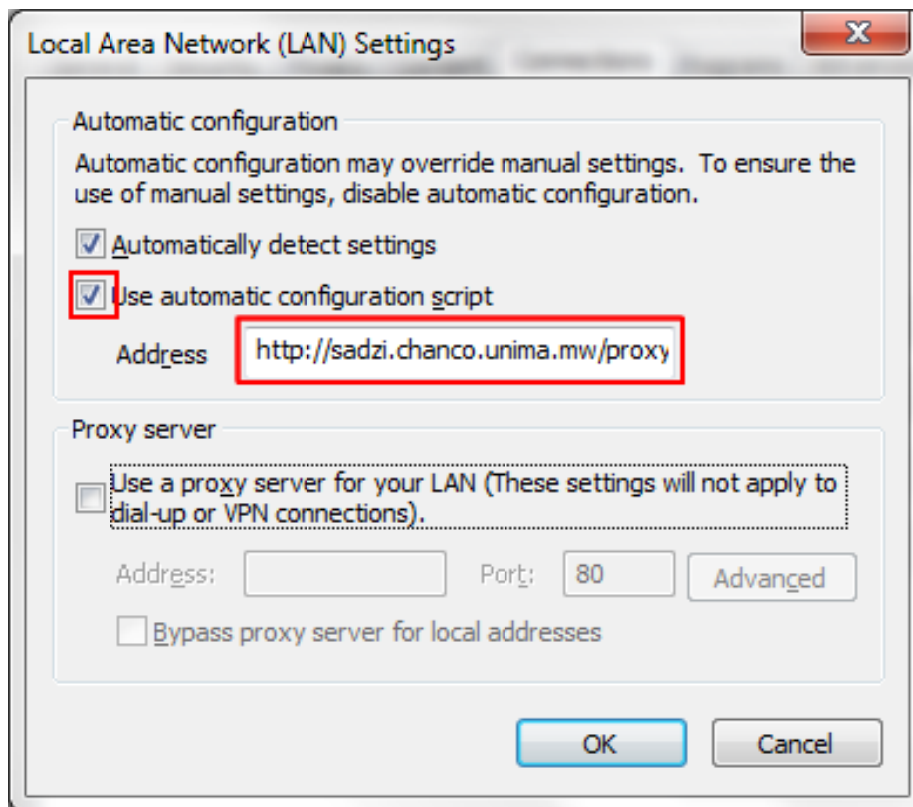 Local Area Network (LAN) Settings
Automatic configuration
Automatic configuration may override manual settings. To ensure the
use of manual settings, disable automatic configuration.
Automatically detect settings
Use automatic configuration script
Address http://sadzi.chanco.unima.mw/proxy
Proxy server
Use a proxy server for your LAN (These settings will not apply to
dial-up or VPN connections).
Address: Port: 80 Advanced
Bypass proxy server for local addresses
OK Cancel